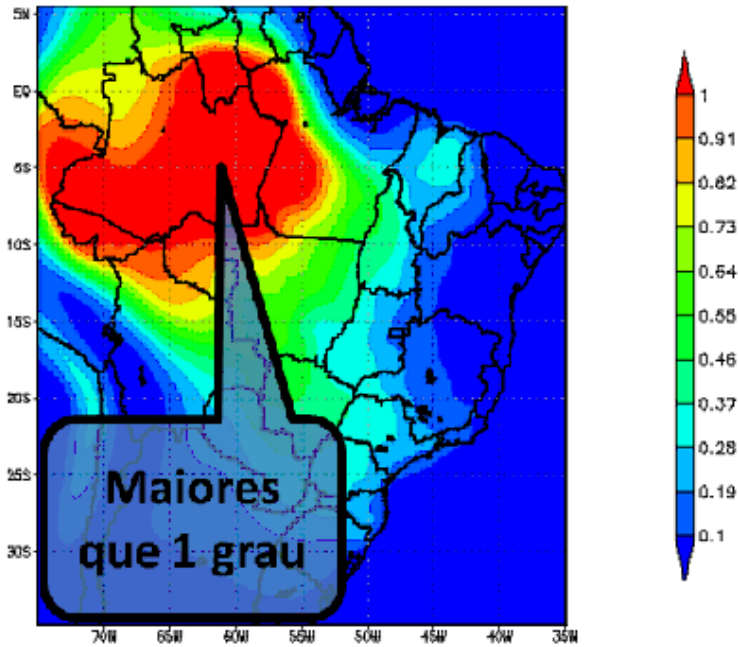 5N
EQ
5S
10S
15S
20S
25S
30S
70W 65W 60W 55W 50W 45W 40W 35W
Maiores
que 1 grau
1
0.91
0.82
0.73
0.64
0.55
0.46
0.37
0.28
0.19
0.1